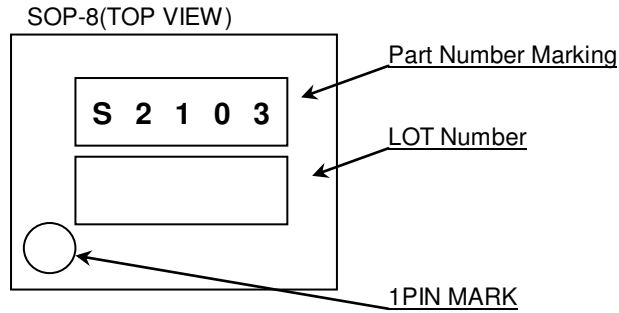 SOP-8(TOP VIEW)
Part Number Marking
S 2 1 0 3
LOT Number
1PIN MARK